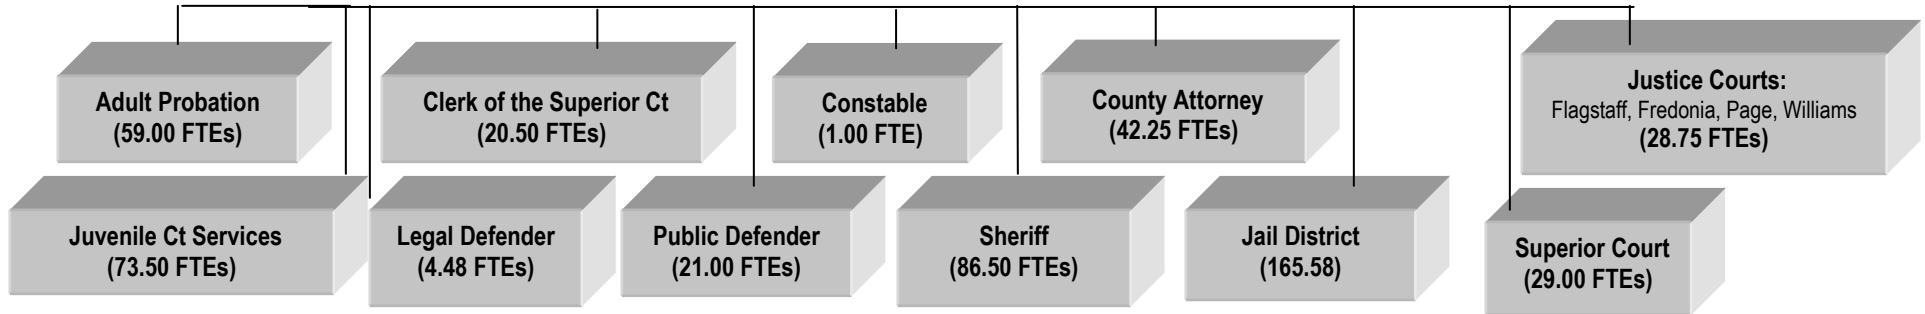 Adult Probation
(59.00 FTEs)
Clerk of the Superior Ct
(20.50 FTEs)
Constable
(1.00 FTE)
County Attorney
(42.25 FTEs)
Justice Courts:
Flagstaff, Fredonia, Page, Williams
(28.75 FTEs)
Juvenile Ct Services
(73.50 FTEs)
Legal Defender
(4.48 FTEs)
Public Defender
(21.00 FTEs)
Sheriff
(86.50 FTEs)
Jail District
(165.58)
Superior Court
(29.00 FTEs)